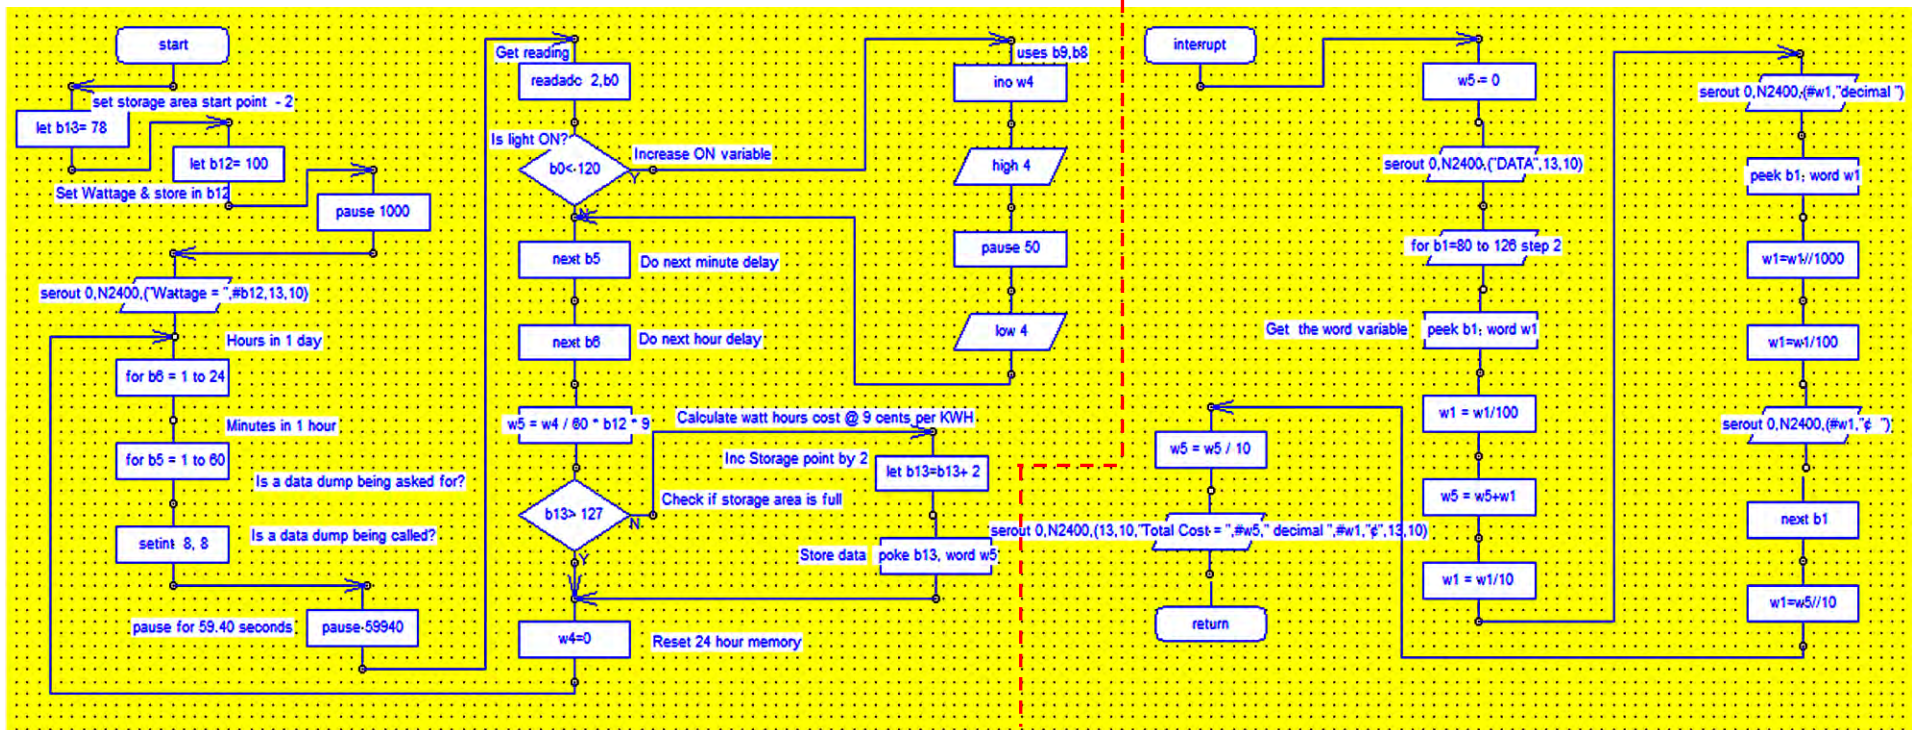 start
set storage area start point - 2
let b13= 78
let b12= 100
Set Wattage & store in b12
pause 1000
serout 0,N2400,("Wattage = ",#b12,13,10)
Hours in 1 day
for b6 = 1 to 24
Minutes in 1 hour
for b5 = 1 to 60
Is a data dump being asked for?
setint 8, 8
Is a data dump being called?
pause for 59.40 seconds
pause 59940
Get reading
readadc 2,b0
Is light ON?
b0< 120
Y
N
Increase ON variable
next b5
Do next minute delay
next b6
Do next hour delay
w5 = w4 / 60 * b12 * 9
Calculate watt hours cost @ 9 cents per KWH
b13> 127
N
Y
Check if storage area is full
Inc Storage point by 2
let b13=b13+ 2
Store data
poke b13, word w5
w4=0
Reset 24 hour memory
uses b9,b8
inc w4
high 4
pause 50
low 4
interrupt
w5 = 0
serout 0,N2400,("DATA",13,10)
for b1=80 to 126 step 2
Get the word variable
peek b1, word w1
w1 = w1/100
w5 = w5+w1
w1 = w1/10
serout 0,N2400,(#w1,"decimal ")
peek b1, word w1
w1=w1//1000
w1=w1/100
serout 0,N2400,(#w1,"¢ ")
next b1
w1=w5//10
w5 = w5 / 10
serout 0,N2400,(13,10,"Total Cost = ",#w5," decimal ",#w1,"¢",13,10)
return